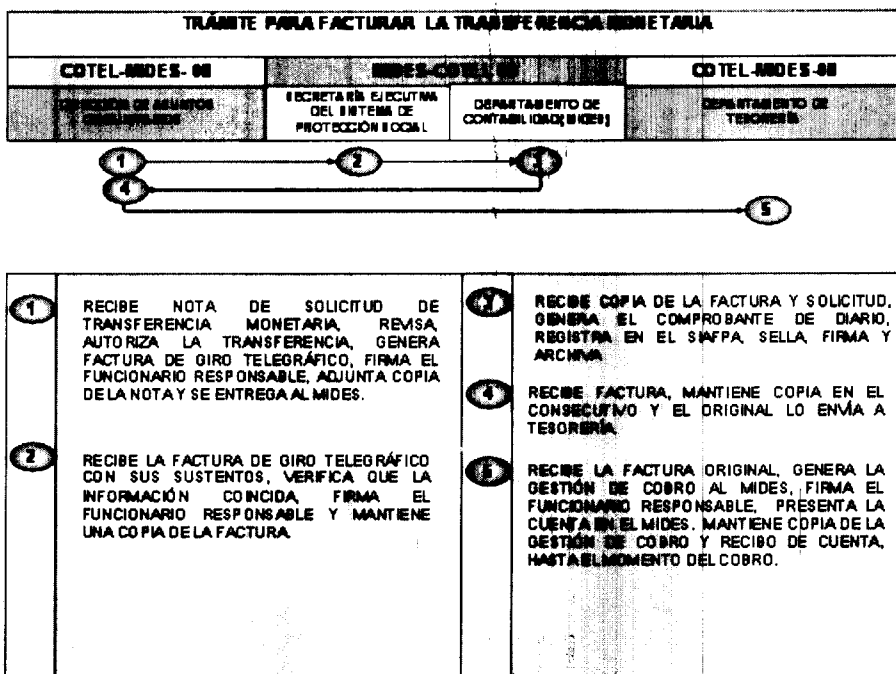 TRÁMITE PARA FACTURAR LA TRANSFERENCIA MONETARIA
COTEL-MIDES-
MIDES-COTEL
COTEL-MIDES-
DIRECCIÓN DE ASUNTOS
SECRETARÍA EJECUTIVA
DEL SISTEMA DE
PROTECCIÓN SOCIAL
DEPARTAMENTO DE
CONTABILIDAD(MIDES)
DEPARTAMENTO DE
TESORERÍA
1
2
3
4
5
1
RECIBE NOTA DE SOLICITUD DE
TRANSFERENCIA MONETARIA, REVISA,
AUTORIZA LA TRANSFERENCIA, GENERA
FACTURA DE GIRO TELEGRÁFICO, FIRMA EL
FUNCIONARIO RESPONSABLE, ADJUNTA COPIA
DE LA NOTA Y SE ENTREGA AL MIDES.
2
RECIBE LA FACTURA DE GIRO TELEGRÁFICO
CON SUS SUSTENTOS, VERIFICA QUE LA
INFORMACIÓN COINCIDA, FIRMA EL
FUNCIONARIO RESPONSABLE Y MANTIENE
UNA COPIA DE LA FACTURA.
3
RECIBE COPIA DE LA FACTURA Y SOLICITUD,
GENERA EL COMPROBANTE DE DIARIO,
REGISTRA EN EL SIAFPA, SELLA, FIRMA Y
ARCHIVA
4
RECIBE FACTURA, MANTIENE COPIA EN EL
CONSECUTIVO Y EL ORIGINAL LO ENVÍA A
TESORERÍA
5
RECIBE LA FACTURA ORIGINAL, GENERA LA
GESTIÓN DE COBRO AL MIDES, FIRMA EL
FUNCIONARIO RESPONSABLE, PRESENTA LA
CUENTA EN EL MIDES. MANTIENE COPIA DE LA
GESTIÓN DE COBRO Y RECIBO DE CUENTA,
HASTA EL MOMENTO DEL COBRO.